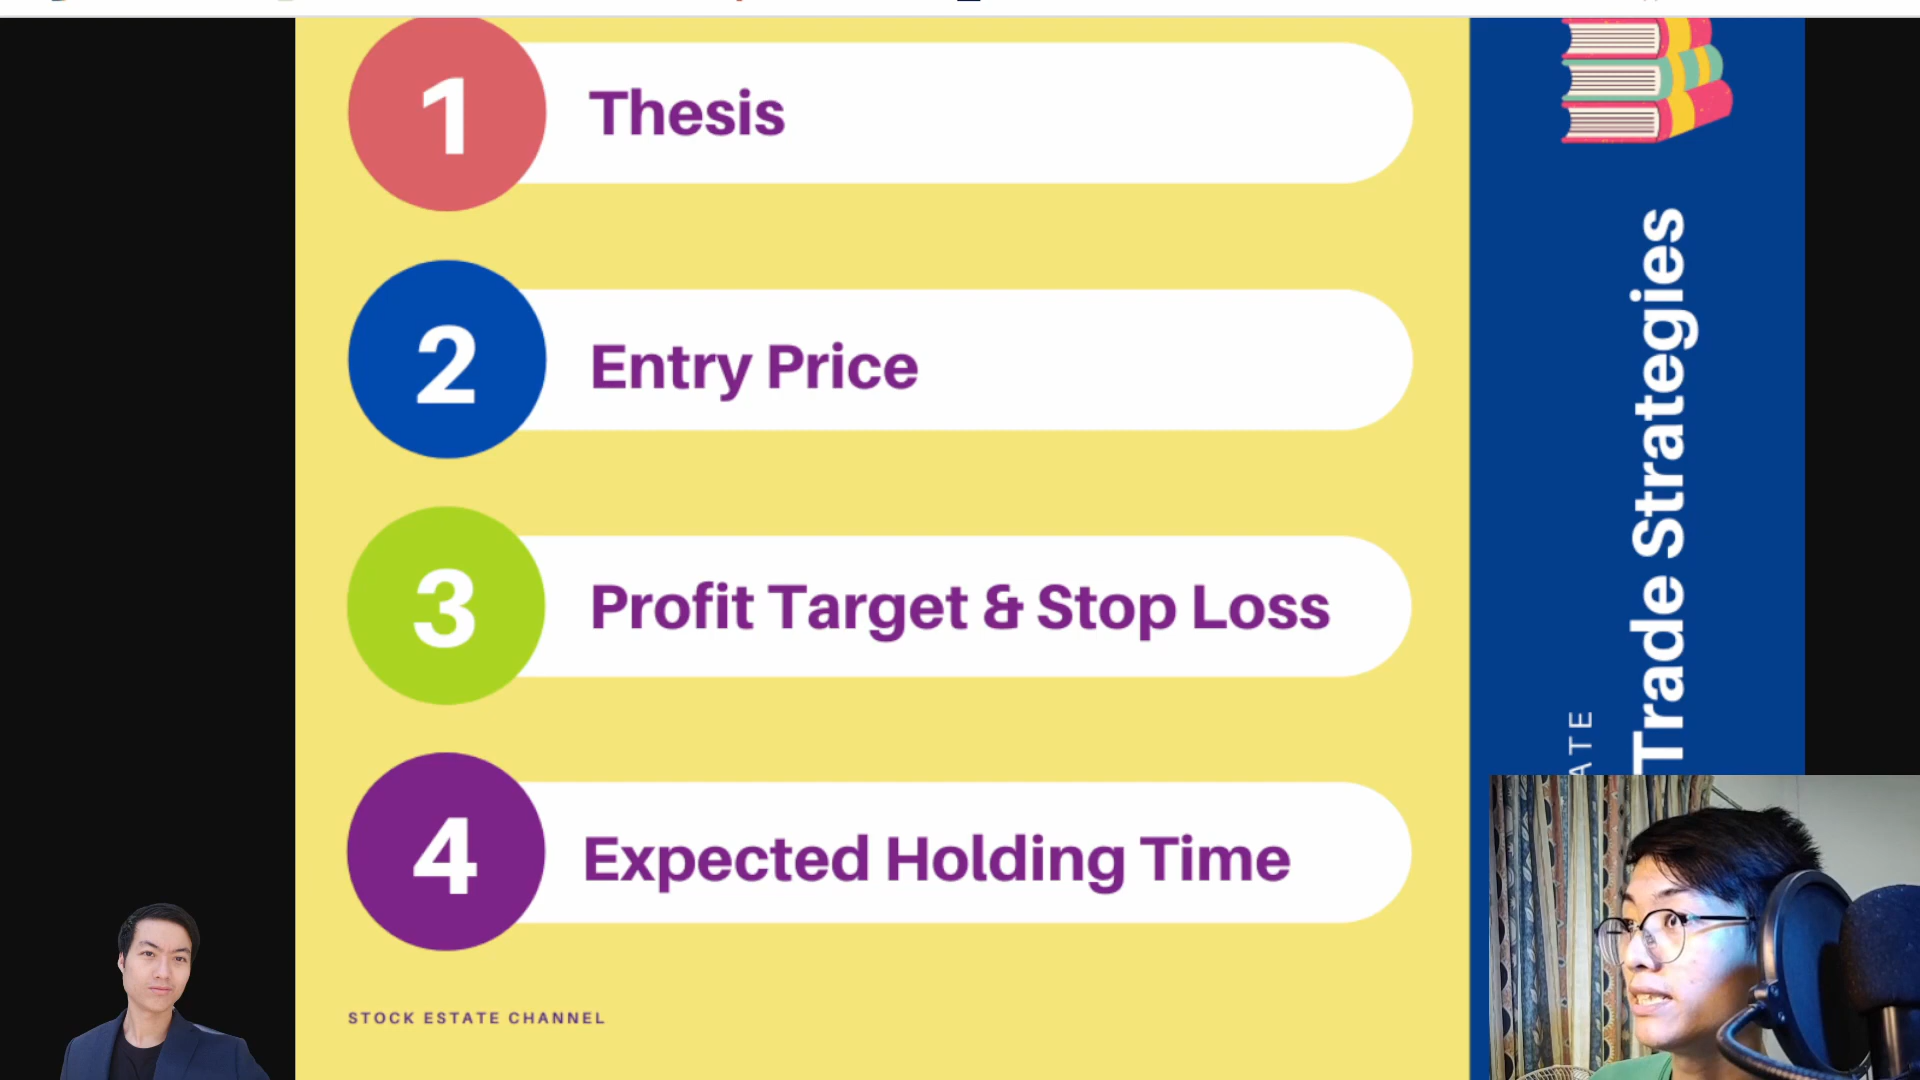 1
Thesis
2
Entry Price
3
Profit Target & Stop Loss
4
Expected Holding Time
STOCK ESTATE CHANNEL
Trade Strategies